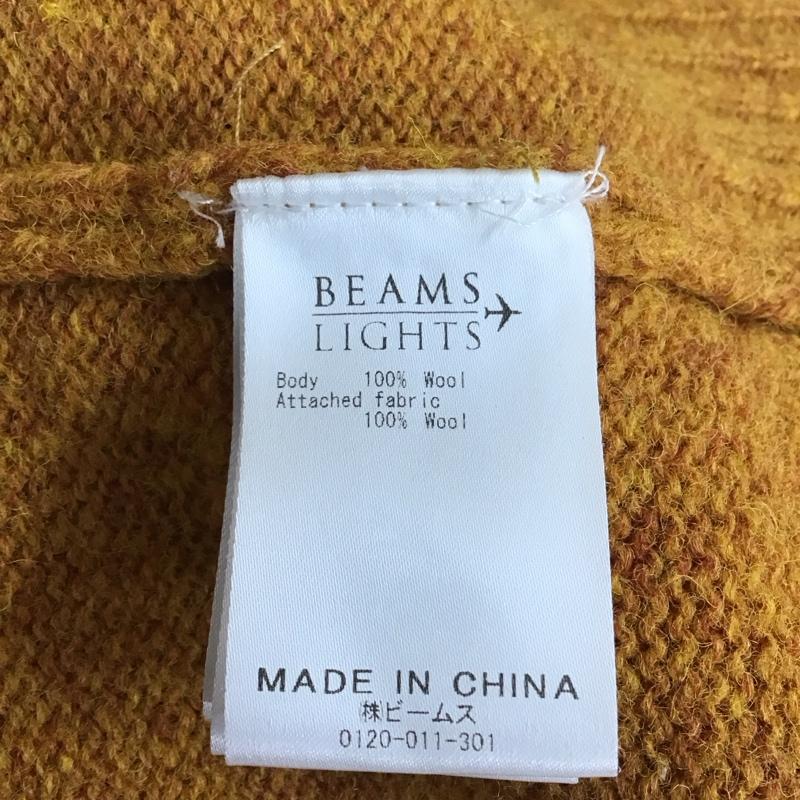 BEAMS
LIGHTS
Body 100% Wool
Attached fabric
100% Wool
MADE IN CHINA
㈱ビームス
0120-011-301